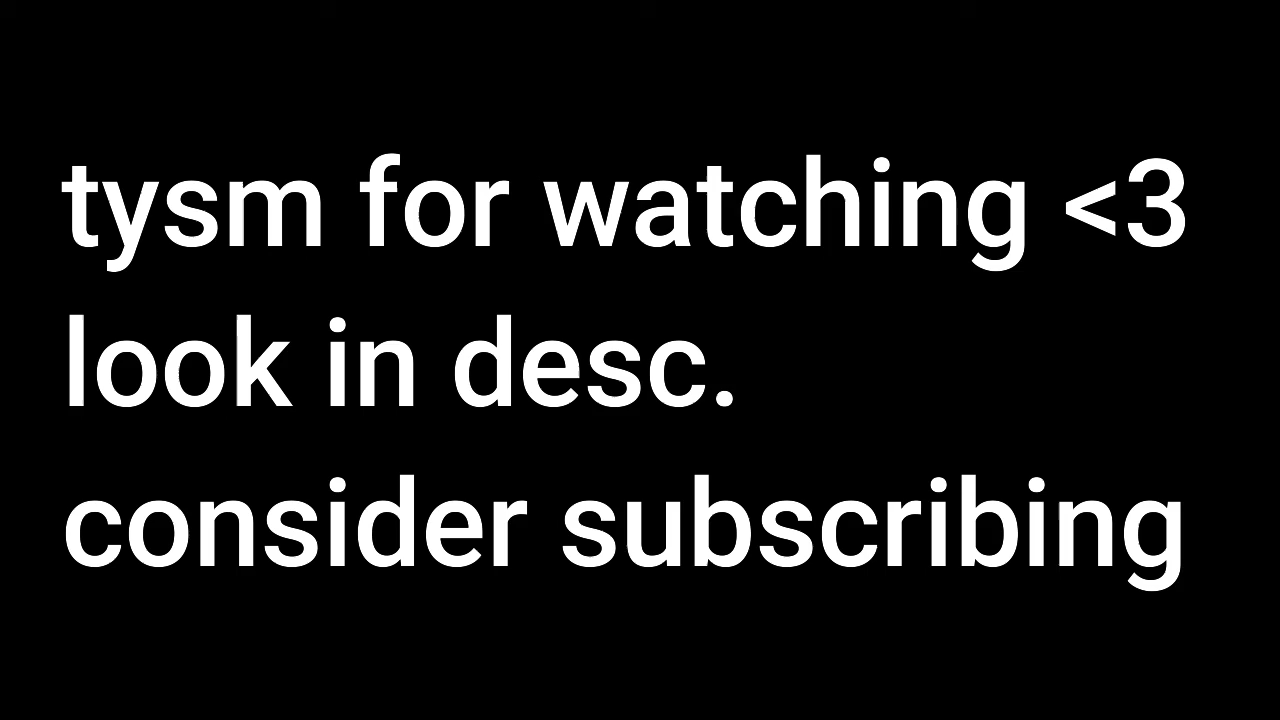 tysm for watching <3
look in desc.
consider subscribing